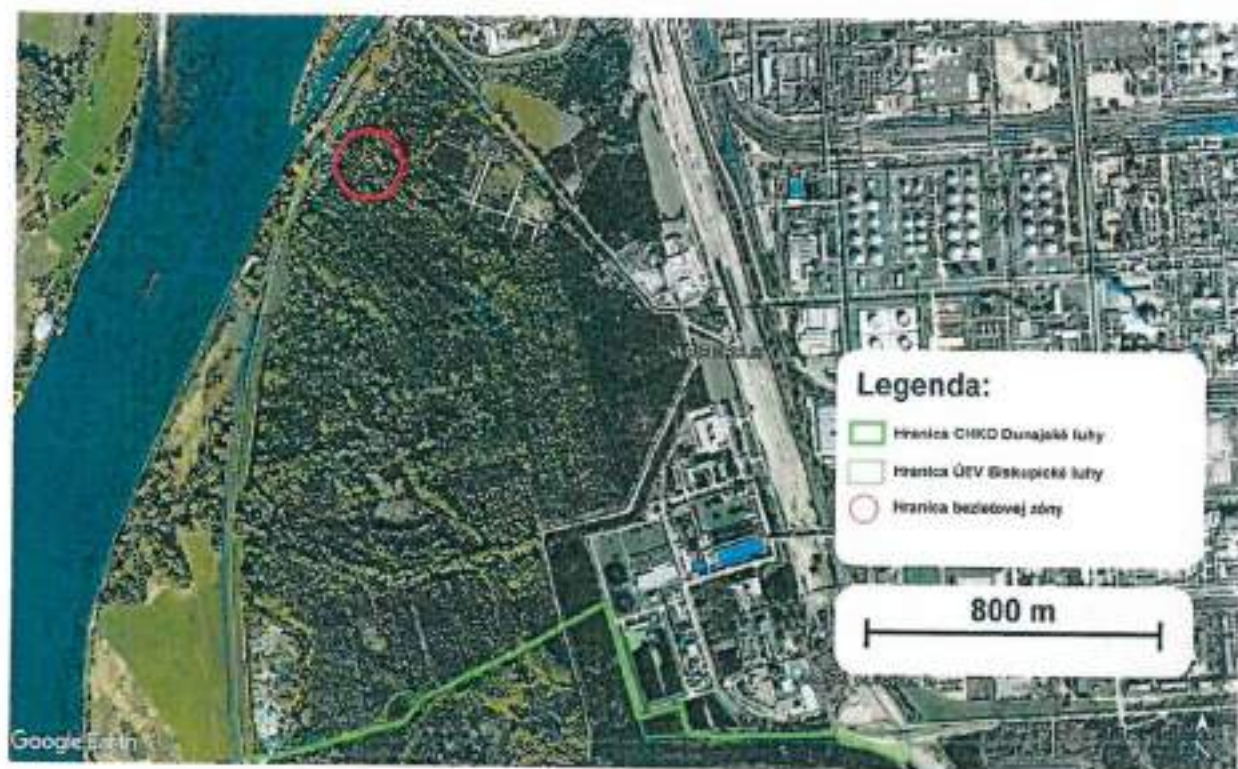 Legenda:
Hranica CHKO Dunajské luhy
Hranica ÚEV Biskupické luhy
Hranica bezletovej zóny
800 m
Google Earth